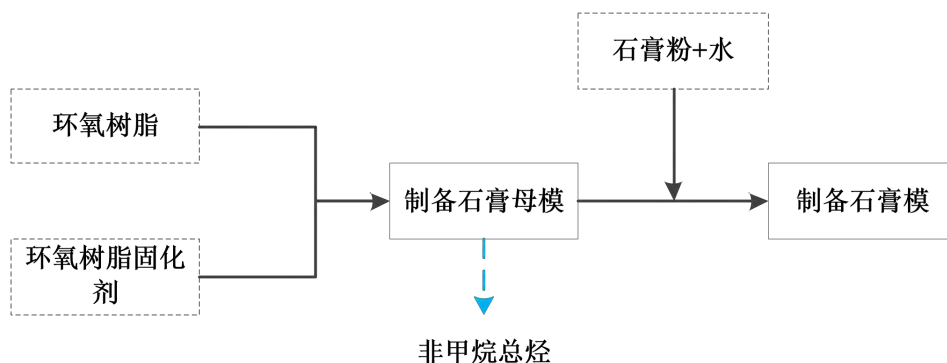 石膏粉+水
环氧树脂
制备石膏母模
制备石膏模
环氧树脂固化
剂
非甲烷总烃